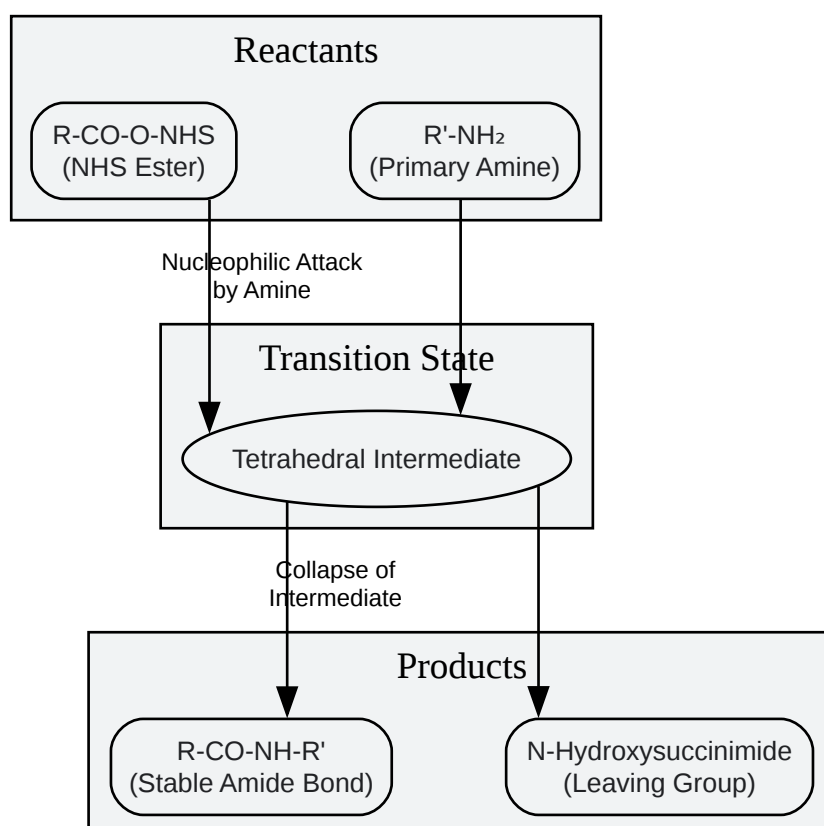 Reactants
R-CO-O-NHS
(NHS Ester)
R'-NH₂
(Primary Amine)
Nucleophilic Attack
by Amine
Transition State
Tetrahedral Intermediate
Collapse of
Intermediate
Products
R-CO-NH-R'
(Stable Amide Bond)
N-Hydroxysuccinimide
(Leaving Group)